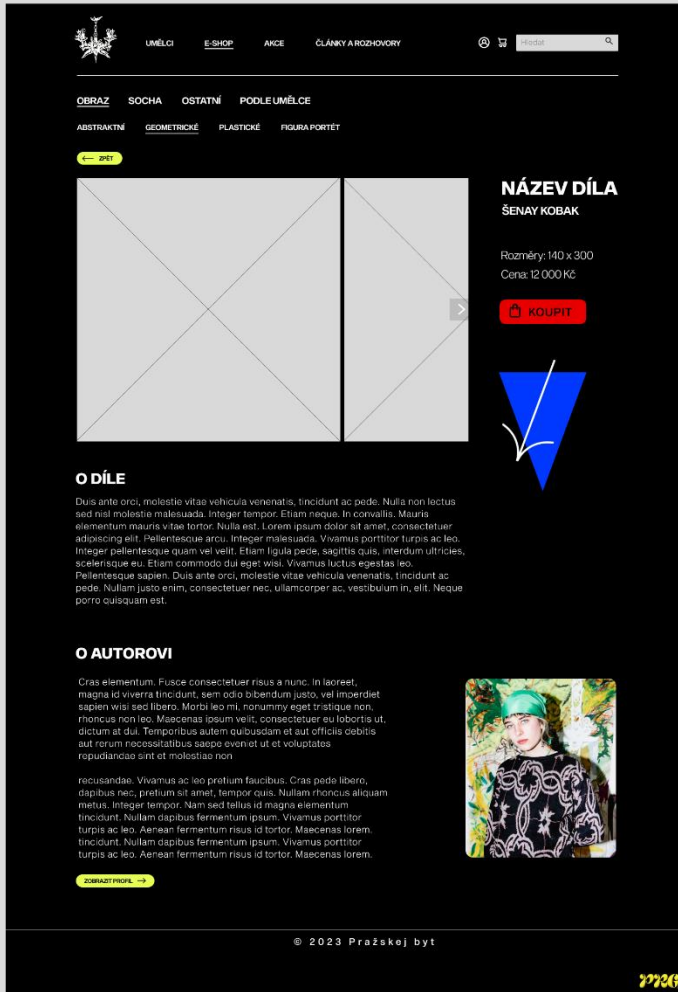 UMĚLCI E-SHOP AKCE ČLÁNKY A ROZHOVORY Hledat
OBRAZ SOCHA OSTATNÍ PODLE UMĚLCE
ABSTRAKTNÍ GEOMETRICKÉ PLASTICKÉ FIGURA PORTÉT
ZPĚT
NÁZEV DÍLA
ŠENAY KOBAK
Rozměry: 140 x 300
Cena: 12 000 Kč
KOUPIT
O DÍLE
Duis ante orci, molestie vitae vehicula venenatis, tincidunt ac pede. Nulla non lectus
sed nisl molestie malesuada. Integer tempor. Etiam neque. In convallis. Mauris
elementum mauris vitae tortor. Nulla est. Lorem ipsum dolor sit amet, consectetuer
adipiscing elit. Pellentesque arcu. Integer malesuada. Vivamus porttitor turpis ac leo.
Integer pellentesque quam vel velit. Etiam ligula pede, sagittis quis, interdum ultricies,
scelerisque eu. Etiam commodo dui eget wisi. Vivamus luctus egestas leo.
Pellentesque sapien. Duis ante orci, molestie vitae vehicula venenatis, tincidunt ac
pede. Nullam justo enim, consectetuer nec, ullamcorper ac, vestibulum in, elit. Neque
porro quisquam est.
O AUTOROVI
Cras elementum. Fusce consectetuer risus a nunc. In laoreet,
magna id viverra tincidunt, sem odio bibendum justo, vel imperdiet
sapien wisi sed libero. Morbi leo mi, nonummy eget tristique non,
rhoncus non leo. Maecenas ipsum velit, consectetuer eu lobortis ut,
dictum at dui. Temporibus autem quibusdam et aut officiis debitis
aut rerum necessitatibus saepe eveniet ut et voluptates
repudiandae sint et molestiae non
recusandae. Vivamus ac leo pretium faucibus. Cras pede libero,
dapibus nec, pretium sit amet, tempor quis. Nullam rhoncus aliquam
metus. Integer tempor. Nam sed tellus id magna elementum
tincidunt. Nullam dapibus fermentum ipsum. Vivamus porttitor
turpis ac leo. Aenean fermentum risus id tortor. Maecenas lorem.
tincidunt. Nullam dapibus fermentum ipsum. Vivamus porttitor
turpis ac leo. Aenean fermentum risus id tortor. Maecenas lorem.
ZOBRAZIT PROFIL
© 2023 Pražskej byt
PRG